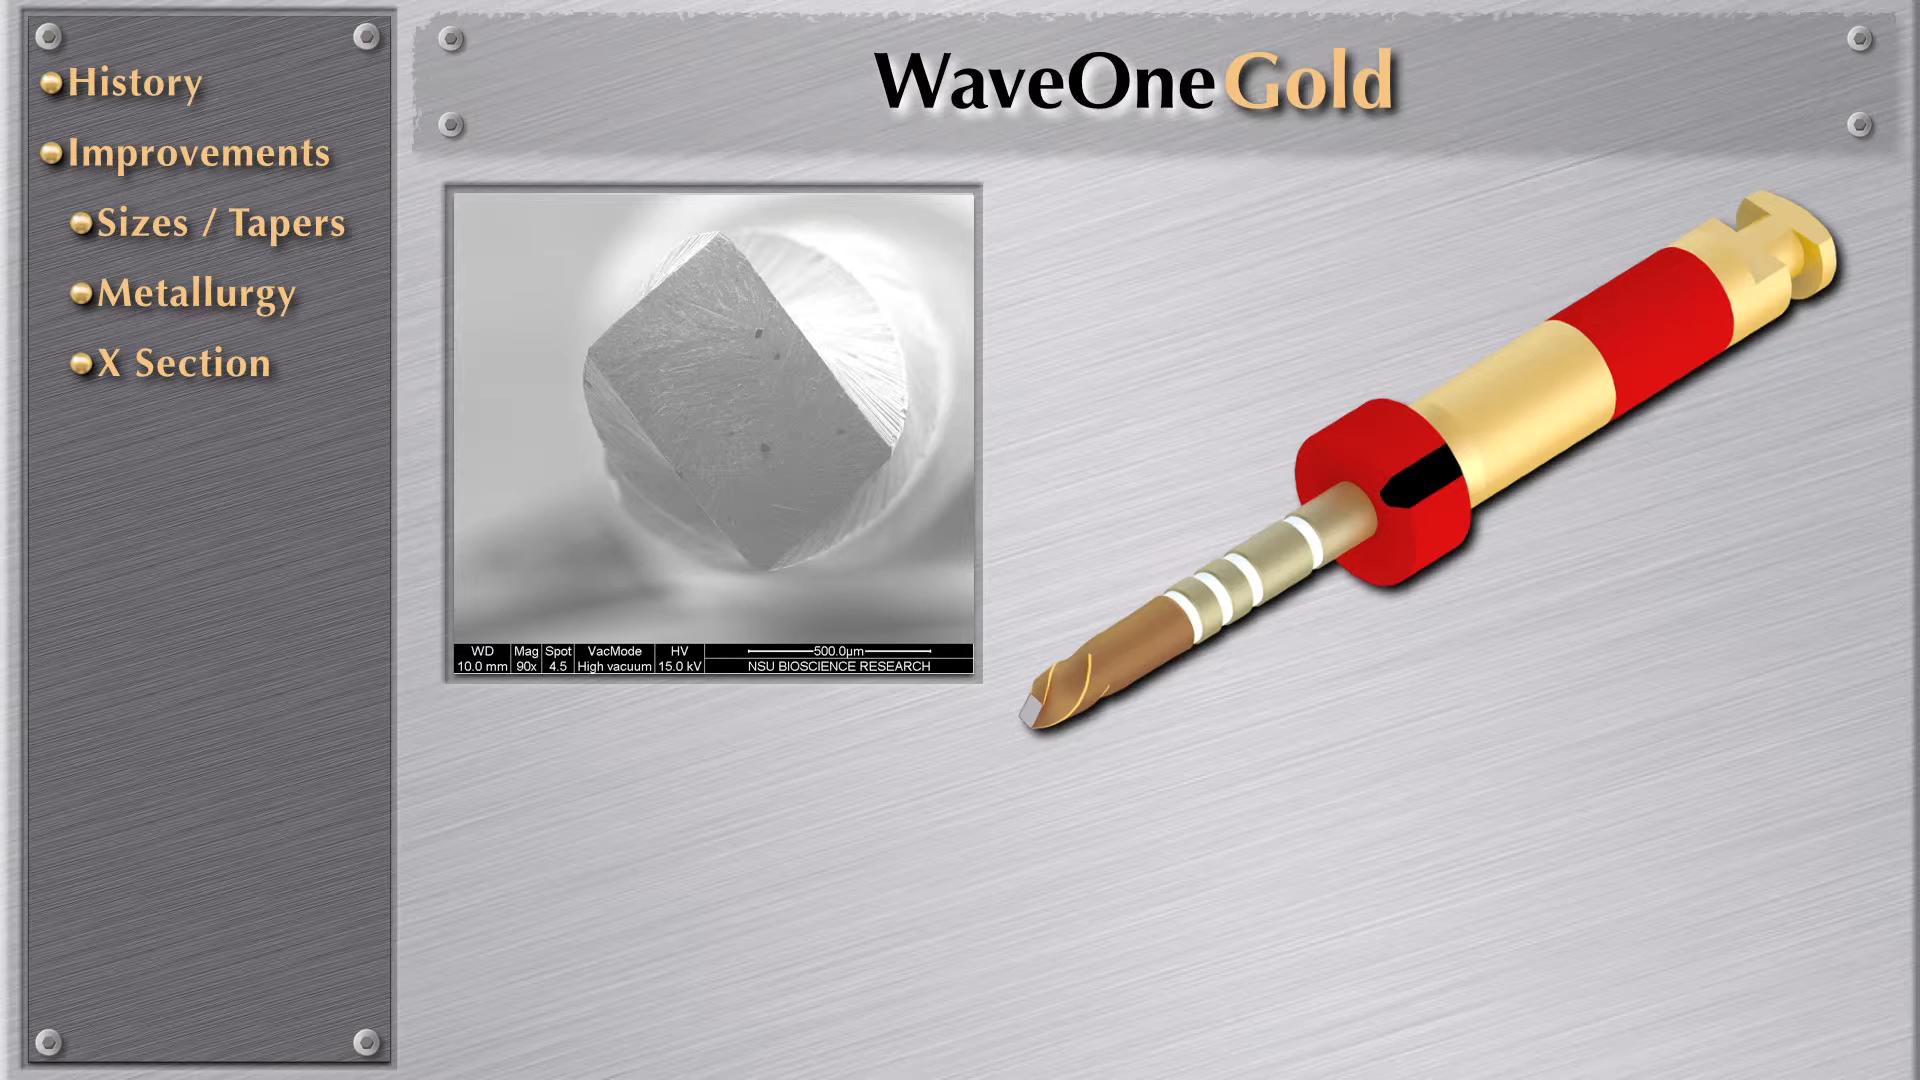 WaveOne Gold
History
Improvements
Sizes / Tapers
Metallurgy
X Section
WD Mag Spot VacMode HV 500.0µm
10.0 mm 90x 4.5 High vacuum 15.0 kV NSU BIOSCIENCE RESEARCH